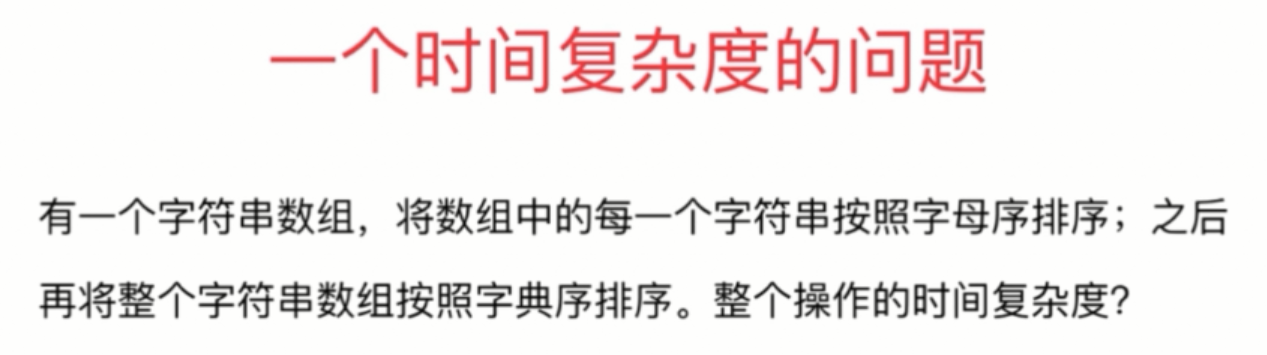 一个时间复杂度的问题
有一个字符串数组，将数组中的每一个字符串按照字母序排序；之后
再将整个字符串数组按照字典序排序。整个操作的时间复杂度？